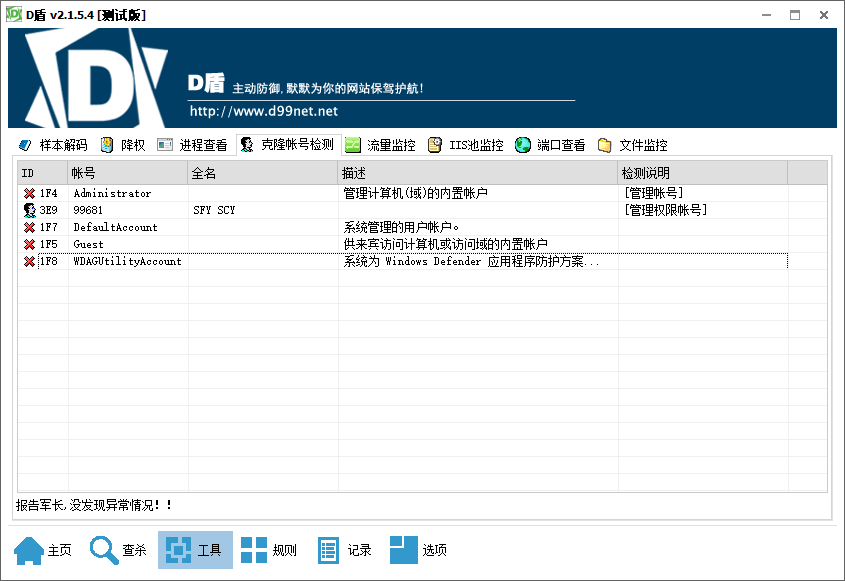 D盾 v2.1.5.4 [测试版]
D
D盾 主动防御,默默为你的网站保驾护航!
http://www.d99net.net
样本解码 降权 进程查看 克隆帐号检测 流量监控 IIS池监控 端口查看 文件监控
ID 帐号 全名 描述 检测说明
1F4 Administrator 管理计算机(域)的内置帐户 [管理帐号]
3E9 99681 SFY SCY [管理权限帐号]
1F7 DefaultAccount 系统管理的用户帐户。
1F5 Guest 供来宾访问计算机或访问域的内置帐户
1F8 WDAGUtilityAccount 系统为 Windows Defender 应用程序防护方案...
报告军长,没发现异常情况!!
主页 查杀 工具 规则 记录 选项